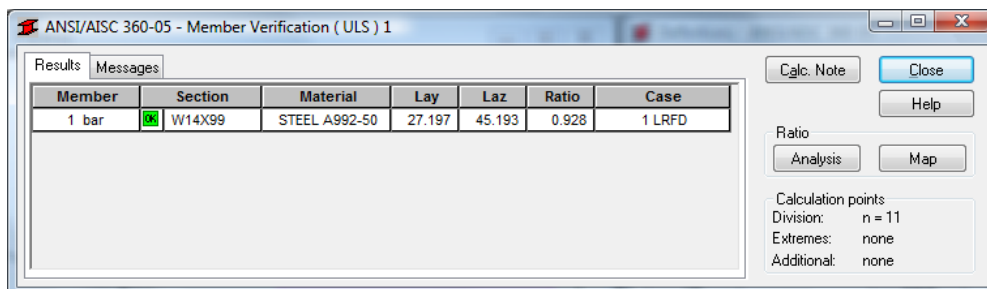 ANSI/AISC 360-05 - Member Verification ( ULS ) 1
Results Messages
Member Section Material Lay Laz Ratio Case
1 bar OK W14X99 STEEL A992-50 27.197 45.193 0.928 1 LRFD
Calc. Note Close
Help
Ratio
Analysis Map
Calculation points
Division: n = 11
Extremes: none
Additional: none